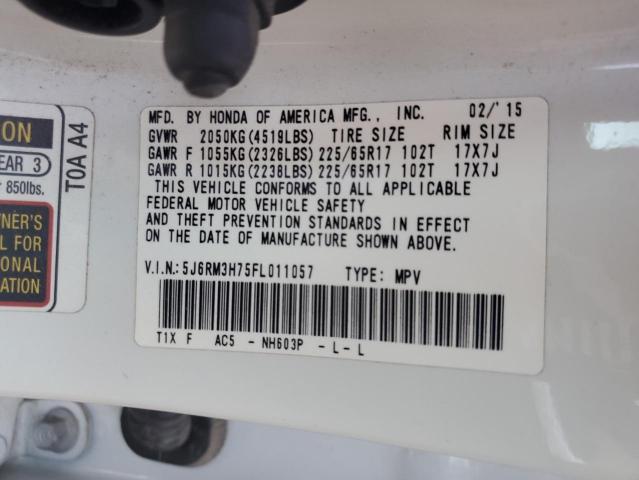 MFD. BY HONDA OF AMERICA MFG., INC. 02/'15
GVWR 2050KG(4519LBS) TIRE SIZE RIM SIZE
GAWR F 1055KG(2326LBS) 225/65R17 102T 17X7J
GAWR R 1015KG(2238LBS) 225/65R17 102T 17X7J
THIS VEHICLE CONFORMS TO ALL APPLICABLE
FEDERAL MOTOR VEHICLE SAFETY
AND THEFT PREVENTION STANDARDS IN EFFECT
ON THE DATE OF MANUFACTURE SHOWN ABOVE.
V.I.N.:5J6RM3H75FL011057 TYPE: MPV
T1X F AC5 - NH603P - L - L
ON
EAR 3
850lbs.
T0A A4
WNER'S
L FOR
ONAL